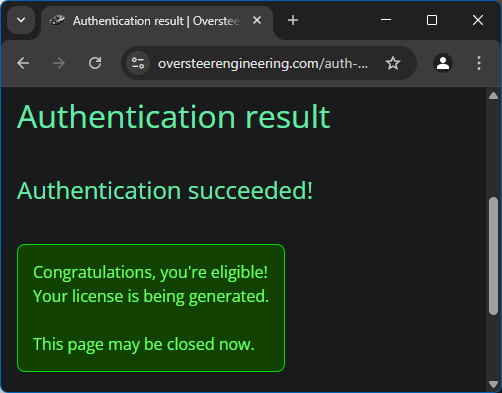 Authentication result | Overstee
oversteerengineering.com/auth-...
Authentication result
Authentication succeeded!
Congratulations, you're eligible!
Your license is being generated.
This page may be closed now.